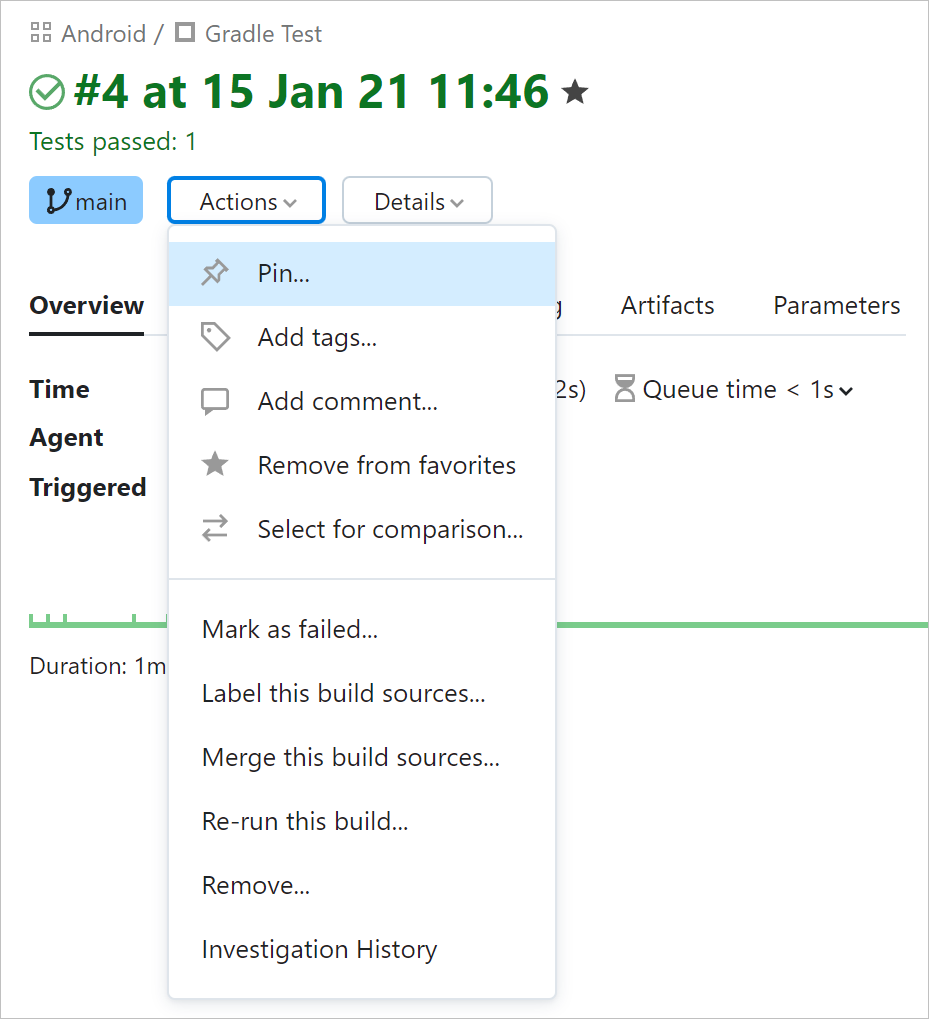 Android / Gradle Test
#4 at 15 Jan 21 11:46
Tests passed: 1
main Actions Details
Pin...
Overview Artifacts Parameters
Add tags...
Time 2s) Queue time < 1s
Add comment...
Agent
Remove from favorites
Triggered
Select for comparison...
Mark as failed...
Duration: 1m
Label this build sources...
Merge this build sources...
Re-run this build...
Remove...
Investigation History